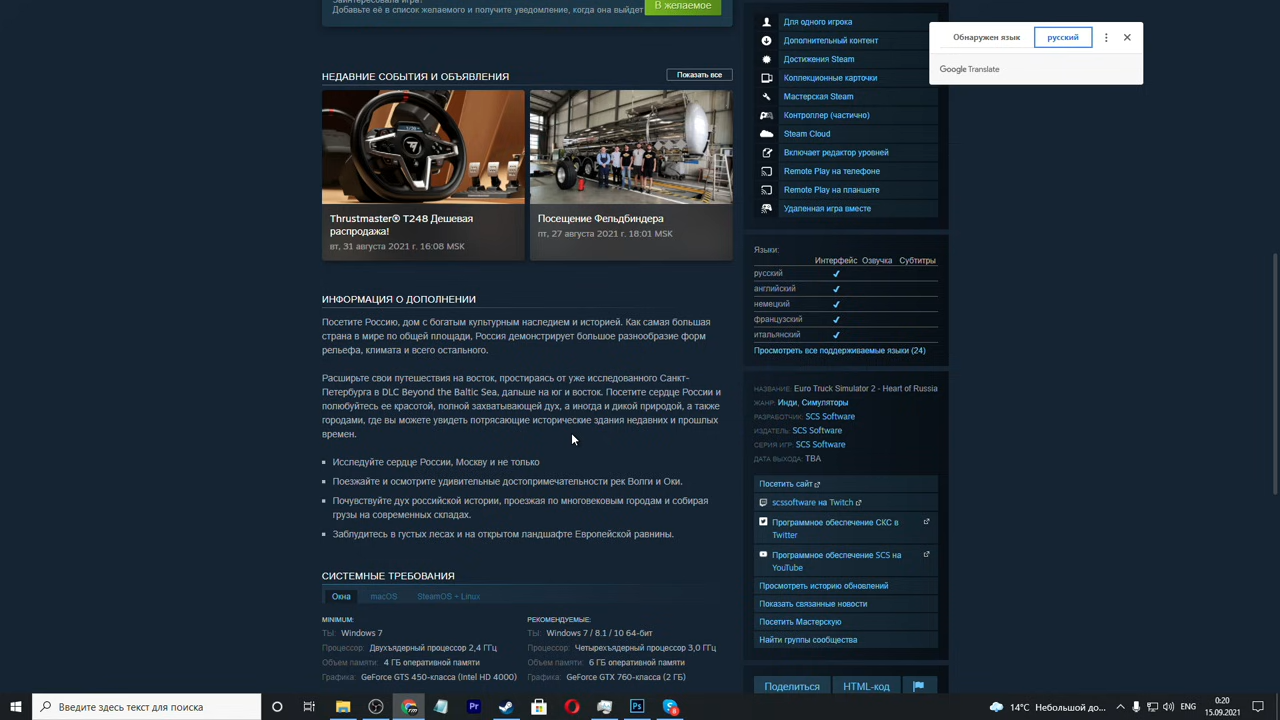 Заинтересовала игра?
Добавьте её в список желаемого и получите уведомление, когда она выйдет
В желаемое
НЕДАВНИЕ СОБЫТИЯ И ОБЪЯВЛЕНИЯ
Показать все
Thrustmaster® T248 Дешевая
распродажа!
вт, 31 августа 2021 г. 16:08 MSK
Посещение Фельдбиндера
пт, 27 августа 2021 г. 18:01 MSK
ИНФОРМАЦИЯ О ДОПОЛНЕНИИ
Посетите Россию, дом с богатым культурным наследием и историей. Как самая большая
страна в мире по общей площади, Россия демонстрирует большое разнообразие форм
рельефа, климата и всего остального.
Расширьте свои путешествия на восток, простираясь от уже исследованного Санкт-
Петербурга в DLC Beyond the Baltic Sea, дальше на юг и восток. Посетите сердце России и
полюбуйтесь ее красотой, полной захватывающей дух, а иногда и дикой природой, а также
городами, где вы можете увидеть потрясающие исторические здания недавних и прошлых
времен.
Исследуйте сердце России, Москву и не только
Поезжайте и осмотрите удивительные достопримечательности рек Волги и Оки.
Почувствуйте дух российской истории, проезжая по многовековым городам и собирая
грузы на современных складах.
Заблудитесь в густых лесах и на открытом ландшафте Европейской равнины.
СИСТЕМНЫЕ ТРЕБОВАНИЯ
Окна macOS SteamOS + Linux
МINIMUM:
ТЫ: Windows 7
Процессор: Двухъядерный процессор 2,4 ГГц
Объем памяти: 4 ГБ оперативной памяти
Графика: GeForce GTS 450-класса (Intel HD 4000)
РЕКОМЕНДУЕМЫЕ:
ТЫ: Windows 7 / 8.1 / 10 64-бит
Процессор: Четырехъядерный процессор 3,0 ГГц
Объем памяти: 6 ГБ оперативной памяти
Графика: GeForce GTX 760-класса (2 ГБ)
Для одного игрока
Дополнительный контент
Достижения Steam
Коллекционные карточки
Мастерская Steam
Контроллер (частично)
Steam Cloud
Включает редактор уровней
Remote Play на телефоне
Remote Play на планшете
Удаленная игра вместе
Языки:
Интерфейс Озвучка Субтитры
русский
английский
немецкий
французский
итальянский
Просмотреть все поддерживаемые языки (24)
НАЗВАНИЕ: Euro Truck Simulator 2 - Heart of Russia
ЖАНР: Инди, Симуляторы
РАЗРАБОТЧИК: SCS Software
ИЗДАТЕЛЬ: SCS Software
СЕРИЯ ИГР: SCS Software
ДАТА ВЫХОДА: TBA
Посетить сайт
scssoftware на Twitch
Программное обеспечение СКС в
Twitter
Программное обеспечение SCS на
YouTube
Просмотреть историю обновлений
Показать связанные новости
Посетить Мастерскую
Найти группы сообщества
Поделиться HTML-код
Обнаружен язык русский
Google Translate
Введите здесь текст для поиска
14°C Небольшой до...
ENG
0:20
15.09.2021